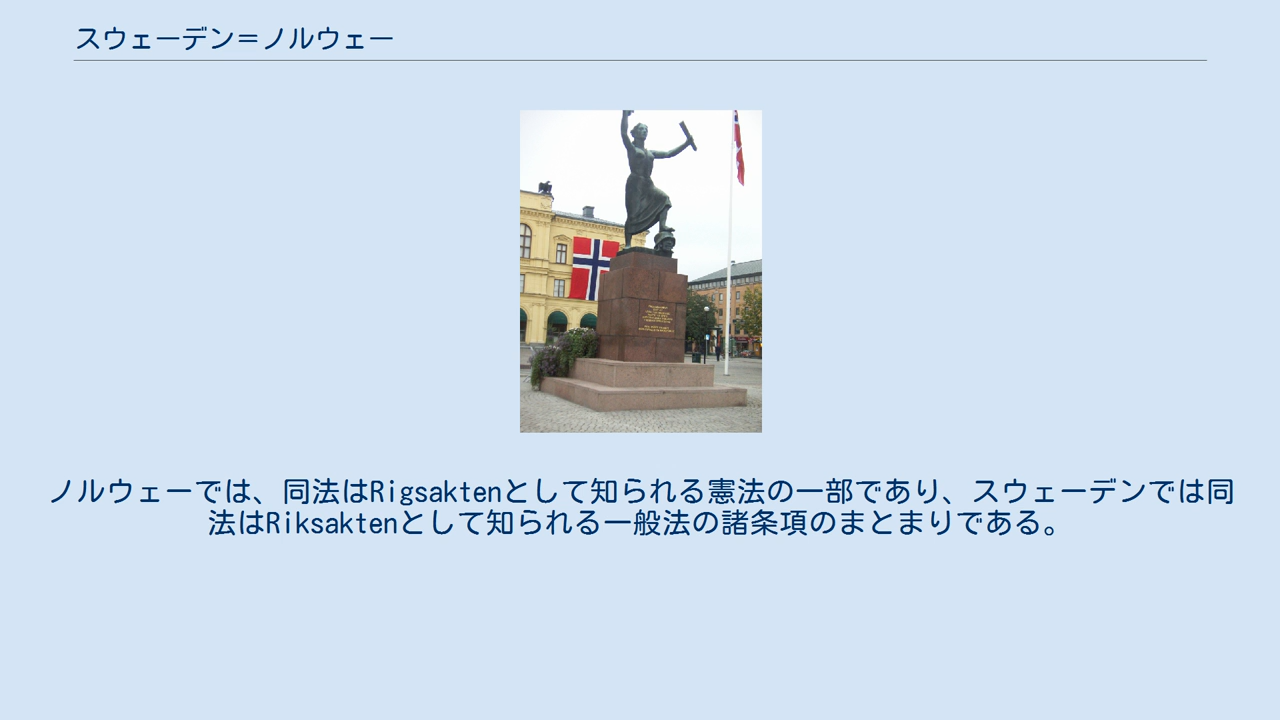 スウェーデン＝ノルウェー
ノルウェーでは、同法はRigsaktenとして知られる憲法の一部であり、スウェーデンでは同
法はRiksaktenとして知られる一般法の諸条項のまとまりである。